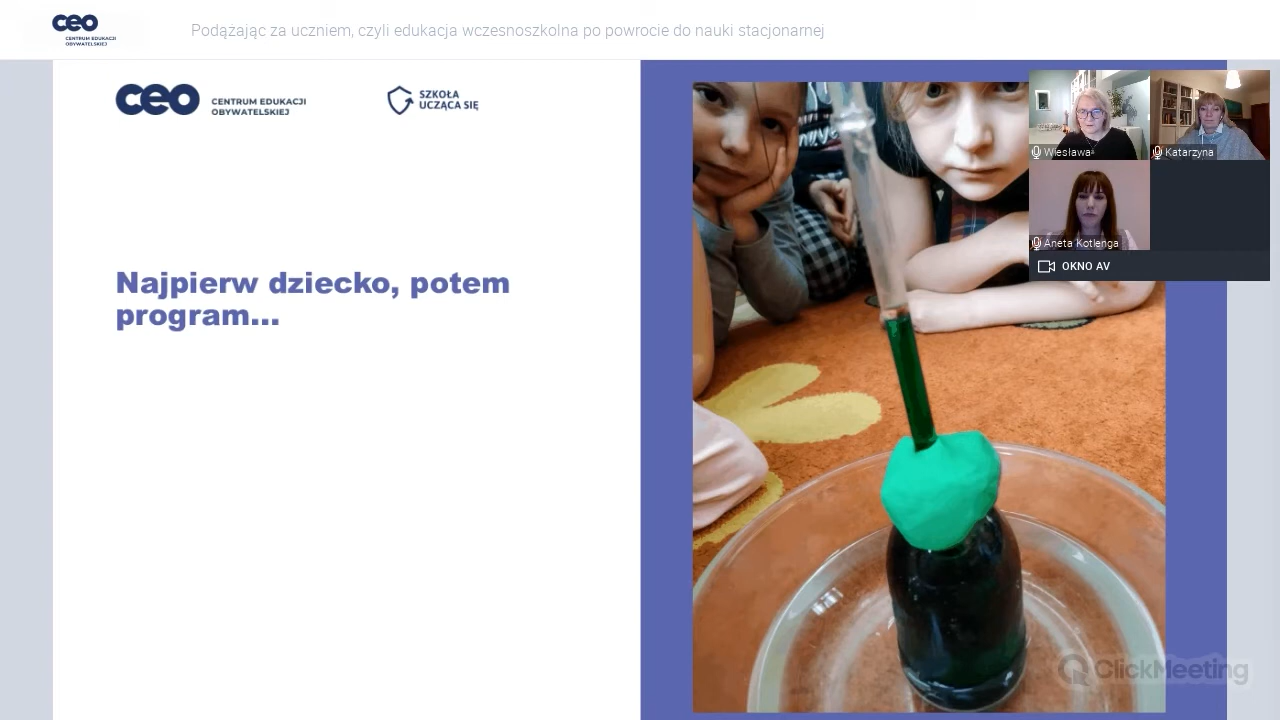 ceo
CENTRUM EDUKACJI
OBYWATELSKIEJ
Podążając za uczniem, czyli edukacja wczesnoszkolna po powrocie do nauki stacjonarnej
ceo
CENTRUM EDUKACJI
OBYWATELSKIEJ
SZKOŁA
UCZĄCA SIĘ
Najpierw dziecko, potem
program...
Wiesława
Katarzyna
Aneta Kotlenga
OKNO AV
ClickMeeting